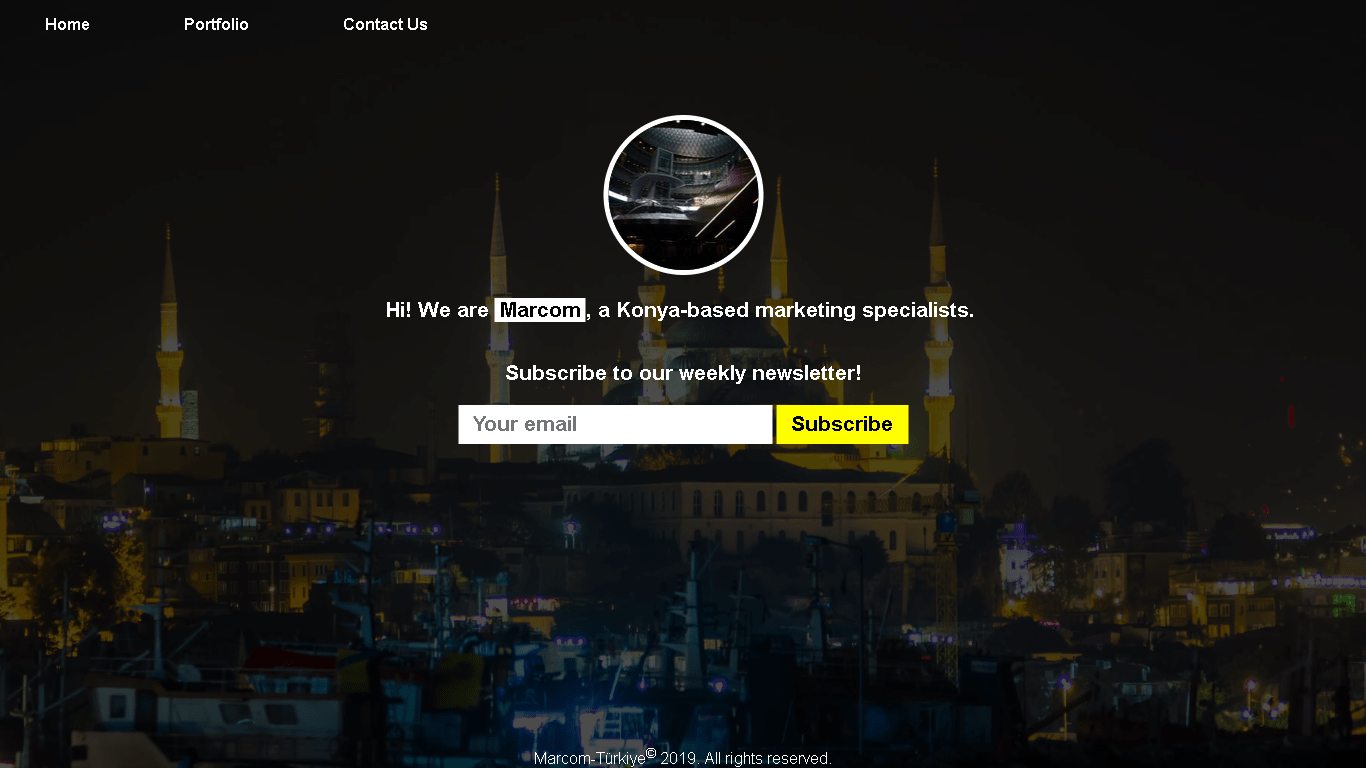 Home Portfolio Contact Us
Hi! We are Marcom, a Konya-based marketing specialists.
Subscribe to our weekly newsletter!
Your email Subscribe
Marcom-Türkiye© 2019. All rights reserved.